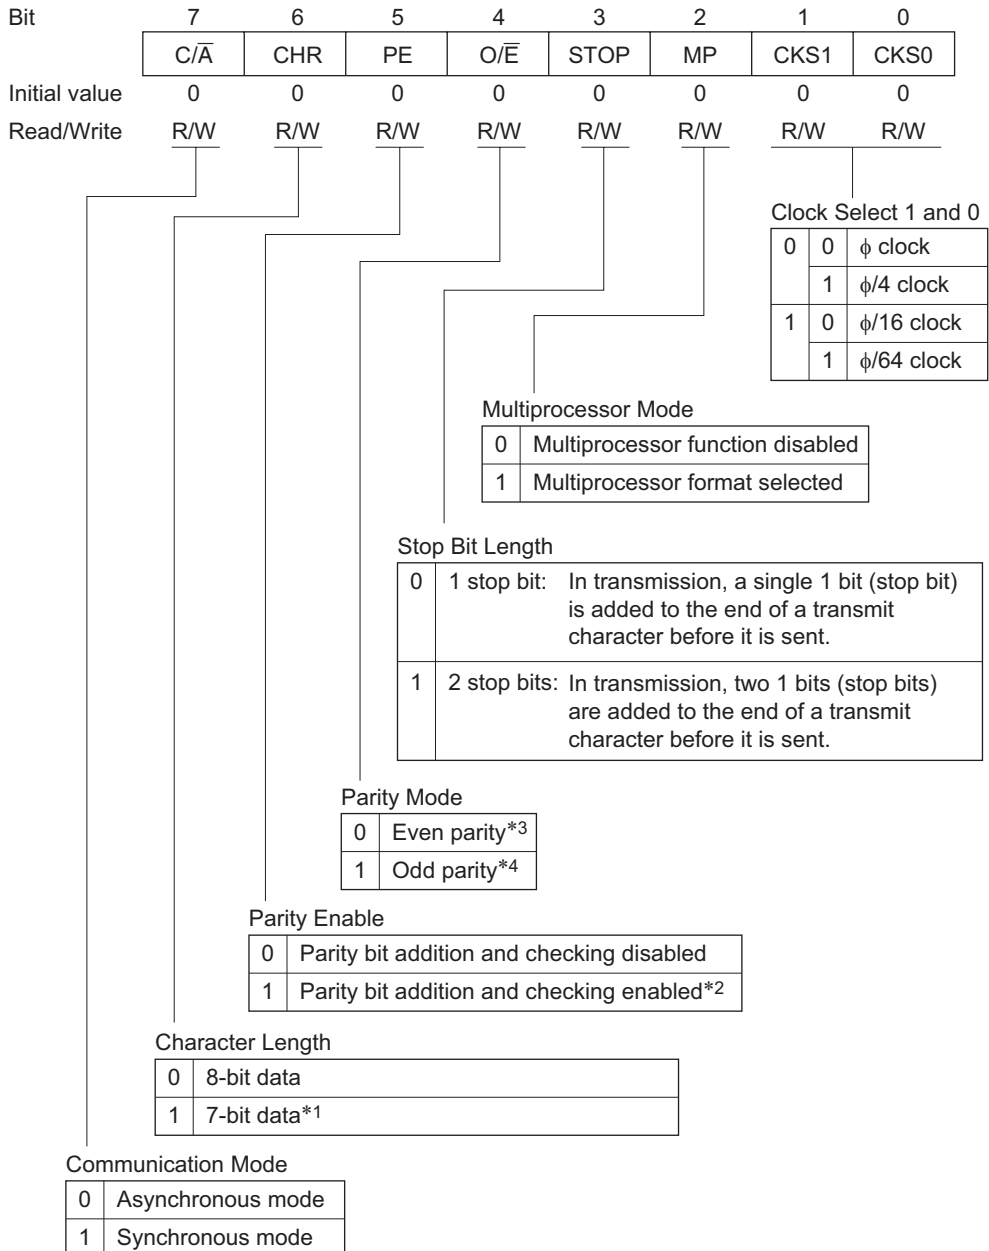 Bit 7 6 5 4 3 2 1 0
C/A̅ CHR PE O/E̅ STOP MP CKS1 CKS0
Initial value 0 0 0 0 0 0 0 0
Read/Write R/W R/W R/W R/W R/W R/W R/W R/W
Clock Select 1 and 0
0 0 ϕ clock
1 ϕ/4 clock
1 0 ϕ/16 clock
1 ϕ/64 clock
Multiprocessor Mode
0 Multiprocessor function disabled
1 Multiprocessor format selected
Stop Bit Length
0 1 stop bit: In transmission, a single 1 bit (stop bit)
is added to the end of a transmit
character before it is sent.
1 2 stop bits: In transmission, two 1 bits (stop bits)
are added to the end of a transmit
character before it is sent.
Parity Mode
0 Even parity*3
1 Odd parity*4
Parity Enable
0 Parity bit addition and checking disabled
1 Parity bit addition and checking enabled*2
Character Length
0 8-bit data
1 7-bit data*1
Communication Mode
0 Asynchronous mode
1 Synchronous mode